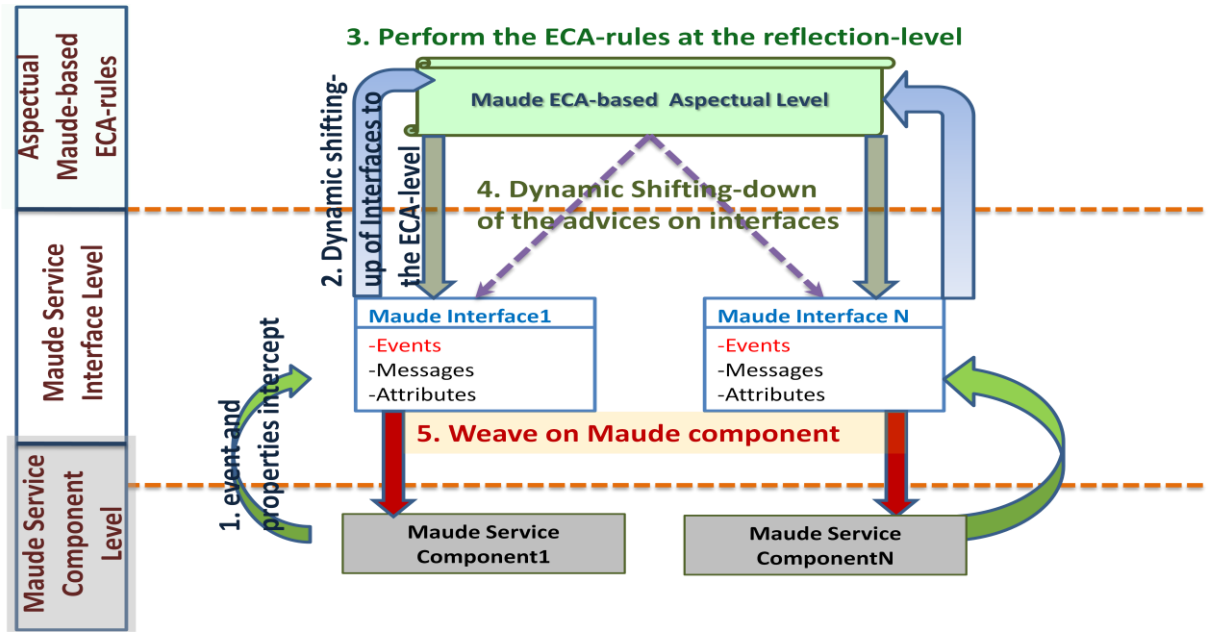 3. Perform the ECA-rules at the reflection-level
Aspectual
Maude-based
ECA-rules
2. Dynamic shifting-
up of Interfaces to
the ECA-level
Maude ECA-based Aspectual Level
4. Dynamic Shifting-down
of the advices on interfaces
Maude Service
Interface Level
Maude Interface1
-Events
-Messages
-Attributes
Maude Interface N
-Events
-Messages
-Attributes
1. event and
properties intercept
5. Weave on Maude component
Maude Service
Component
Level
Maude Service
Component1
Maude Service
ComponentN